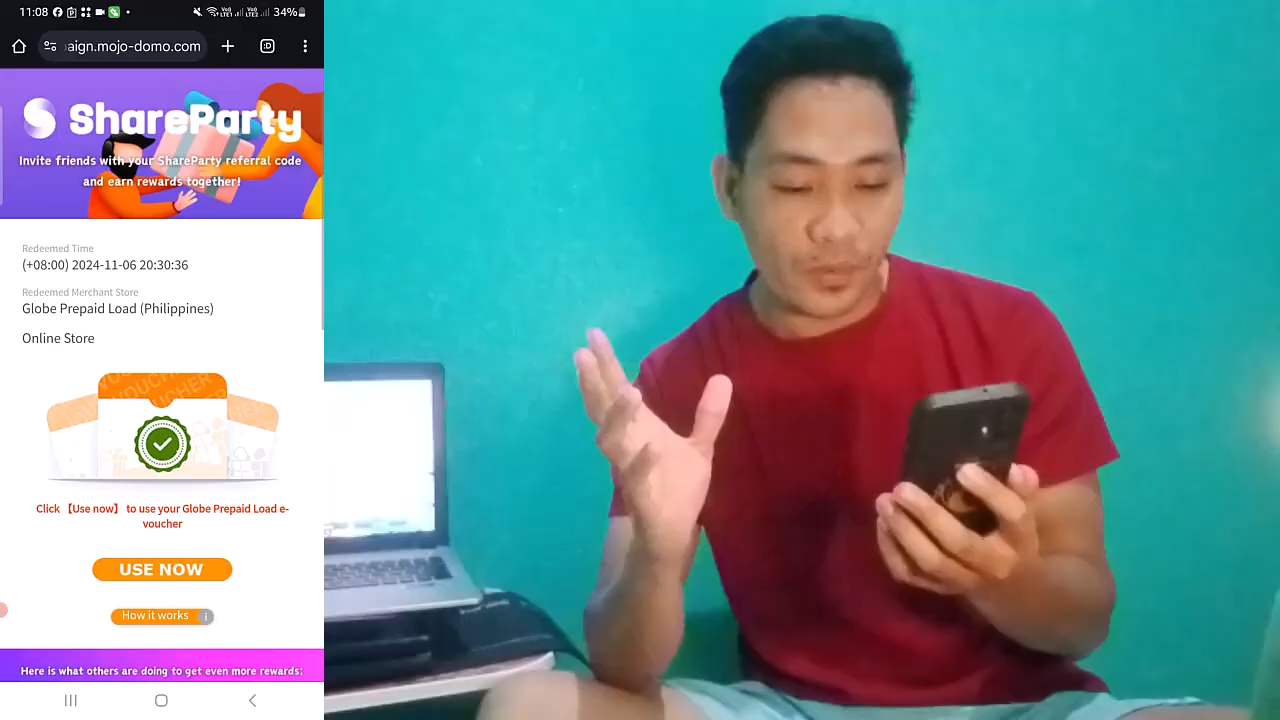 11:08
34%
aign.mojo-domo.com
ShareParty
Invite friends with your ShareParty referral code
and earn rewards together!
Redeemed Time
(+08:00) 2024-11-06 20:30:36
Redeemed Merchant Store
Globe Prepaid Load (Philippines)
Online Store
VOUCHER
Click 【Use now】 to use your Globe Prepaid Load e-
voucher
USE NOW
How it works i
Here is what others are doing to get even more rewards: